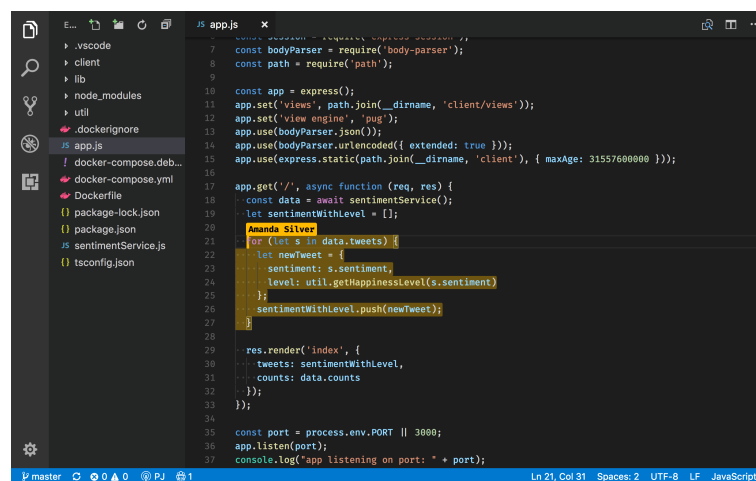 E...
JS app.js ×
.vscode
client
lib
node_modules
util
.dockerignore
JS app.js
! docker-compose.deb...
docker-compose.yml
Dockerfile
{} package-lock.json
{} package.json
JS sentimentService.js
{} tsconfig.json
6 const session = require('express-session');
7 const bodyParser = require('body-parser');
8 const path = require('path');
9
10 const app = express();
11 app.set('views', path.join(__dirname, 'client/views'));
12 app.set('view engine', 'pug');
13 app.use(bodyParser.json());
14 app.use(bodyParser.urlencoded({ extended: true }));
15 app.use(express.static(path.join(__dirname, 'client'), { maxAge: 31557600000 }));
16
17 app.get('/', async function (req, res) {
18 const data = await sentimentService();
19 let sentimentWithLevel = [];
20 Amanda Silver
21 for (let s in data.tweets) {
22 let newTweet = {
23 sentiment: s.sentiment,
24 level: util.getHappinessLevel(s.sentiment)
25 };
26 sentimentWithLevel.push(newTweet);
27 }
28
29 res.render('index', {
30 tweets: sentimentWithLevel,
31 counts: data.counts
32 });
33 });
34
35 const port = process.env.PORT || 3000;
36 app.listen(port);
37 console.log("app listening on port: " + port);
master 0 0 PJ 1 Ln 21, Col 31 Spaces: 2 UTF-8 LF JavaScript